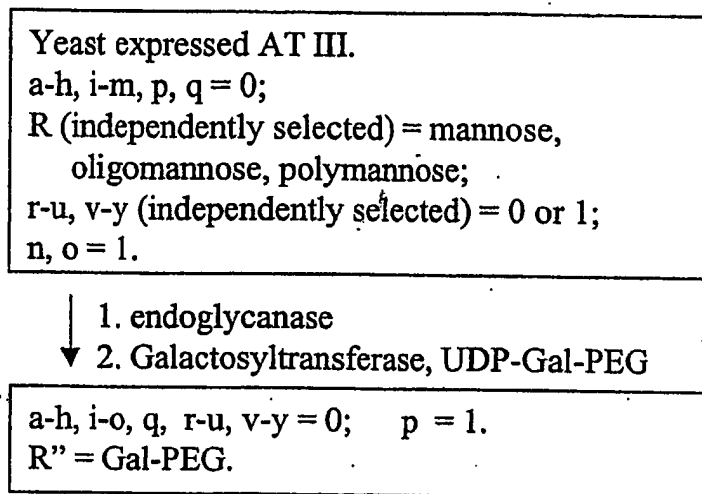 Yeast expressed AT III.
a-h, i-m, p, q = 0;
R (independently selected) = mannose,
oligomannose, polymannose;
r-u, v-y (independently selected) = 0 or 1;
n, o = 1.
1. endoglycanase
2. Galactosyltransferase, UDP-Gal-PEG
a-h, i-o, q, r-u, v-y = 0; p = 1.
R” = Gal-PEG.